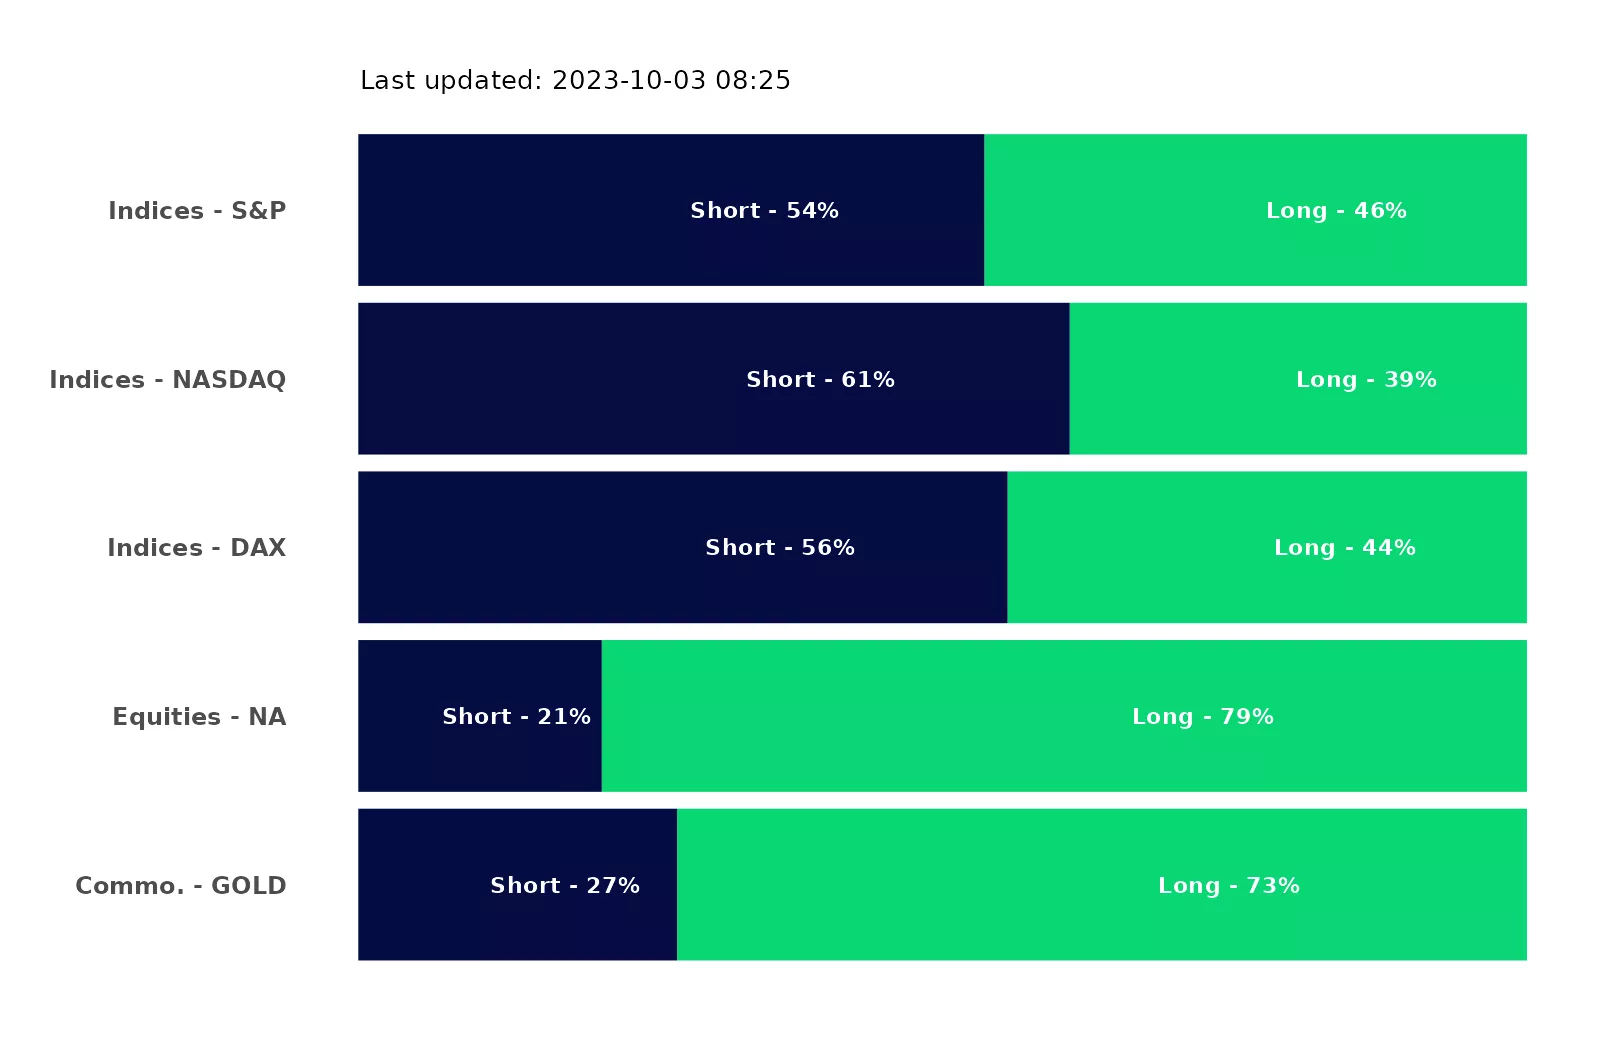 Last updated: 2023-10-03 08:25
Indices - S&P Short - 54% Long - 46%
Indices - NASDAQ Short - 61% Long - 39%
Indices - DAX Short - 56% Long - 44%
Equities - NA Short - 21% Long - 79%
Commo. - GOLD Short - 27% Long - 73%